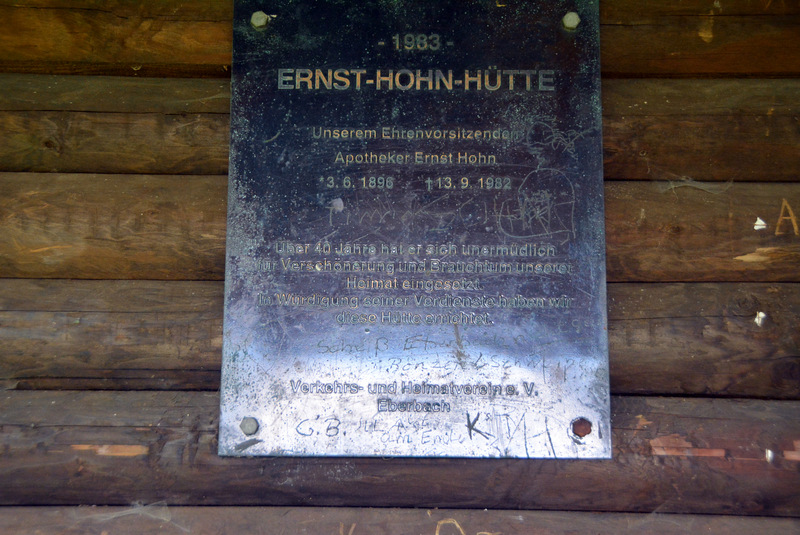 - 1983 -
ERNST-HOHN-HÜTTE
Unserem Ehrenvorsitzenden
Apotheker Ernst Hohn
*3. 6. 1896 †13. 9. 1982
Über 40 Jahre hat er sich unermüdlich
für Verschönerung und Brauchtum unserer
Heimat eingesetzt.
In Würdigung seiner Verdienste haben wir
diese Hütte errichtet.
Verkehrs- und Heimatverein e. V.
Eberbach
G.B.
A